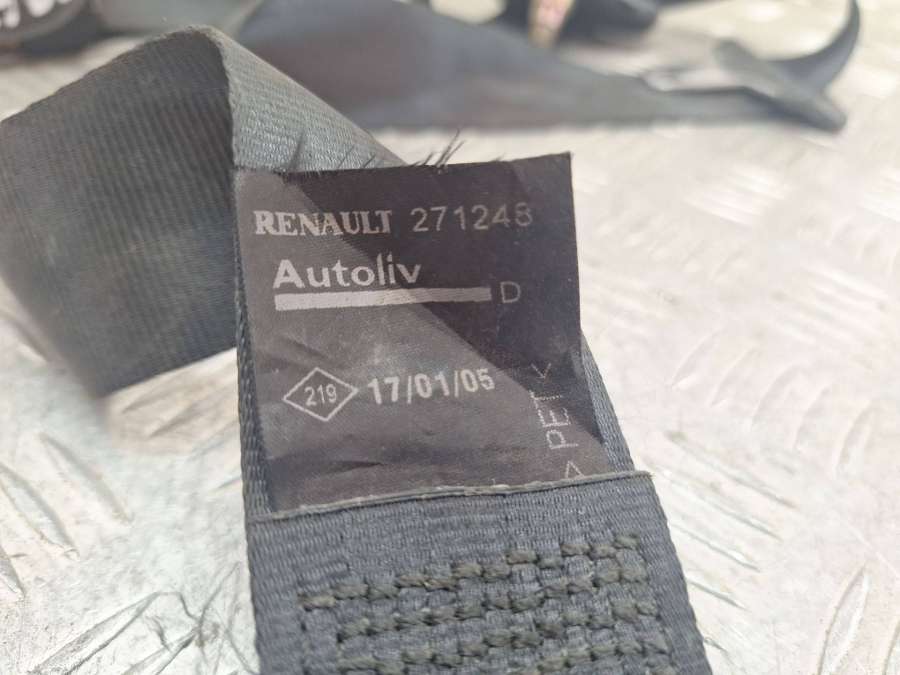 RENAULT 271248
Autoliv
D
219 17/01/05
> PET <